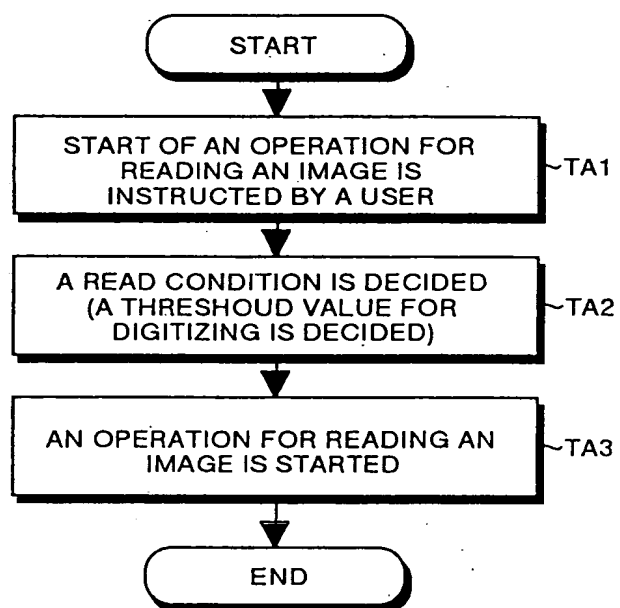 START
START OF AN OPERATION FOR
READING AN IMAGE IS
INSTRUCTED BY A USER
TA1
A READ CONDITION IS DECIDED
(A THRESHOUD VALUE FOR
DIGITIZING IS DECIDED)
TA2
AN OPERATION FOR READING AN
IMAGE IS STARTED
TA3
END